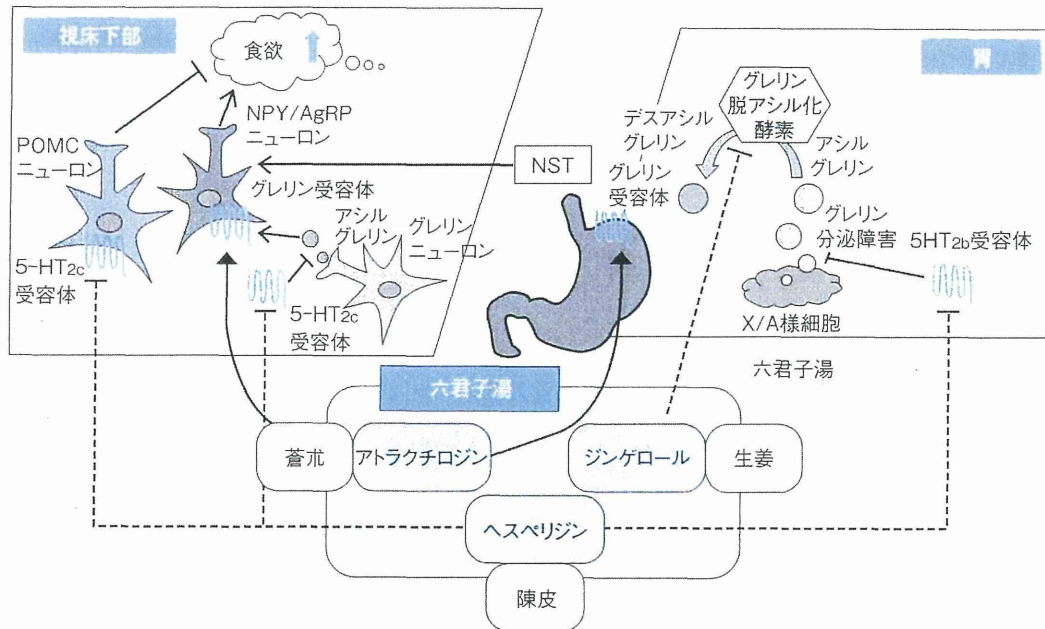 視床下部
食欲
NPY/AgRP
ニューロン
POMC
ニューロン
グレリン受容体
アシル
グレリン
グレリン
ニューロン
5-HT2c
受容体
5-HT2c
受容体
NST
胃
グレリン
脱アシル化
酵素
デスアシル
グレリン
グレリン
受容体
アシル
グレリン
グレリン
分泌障害
5HT2b受容体
X/A様細胞
六君子湯
六君子湯
蒼朮
アトラクチロジン
ジンゲロール
生姜
ヘスペリジン
陳皮